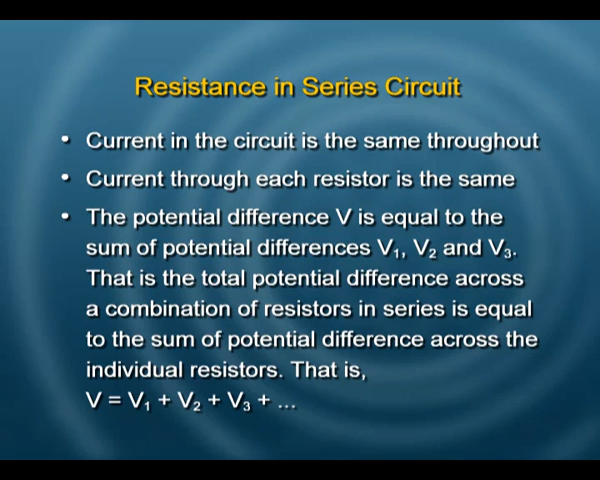 Resistance in Series Circuit
• Current in the circuit is the same throughout
• Current through each resistor is the same
• The potential difference V is equal to the
sum of potential differences V₁, V₂ and V₃.
That is the total potential difference across
a combination of resistors in series is equal
to the sum of potential difference across the
individual resistors. That is,
V = V₁ + V₂ + V₃ + ...